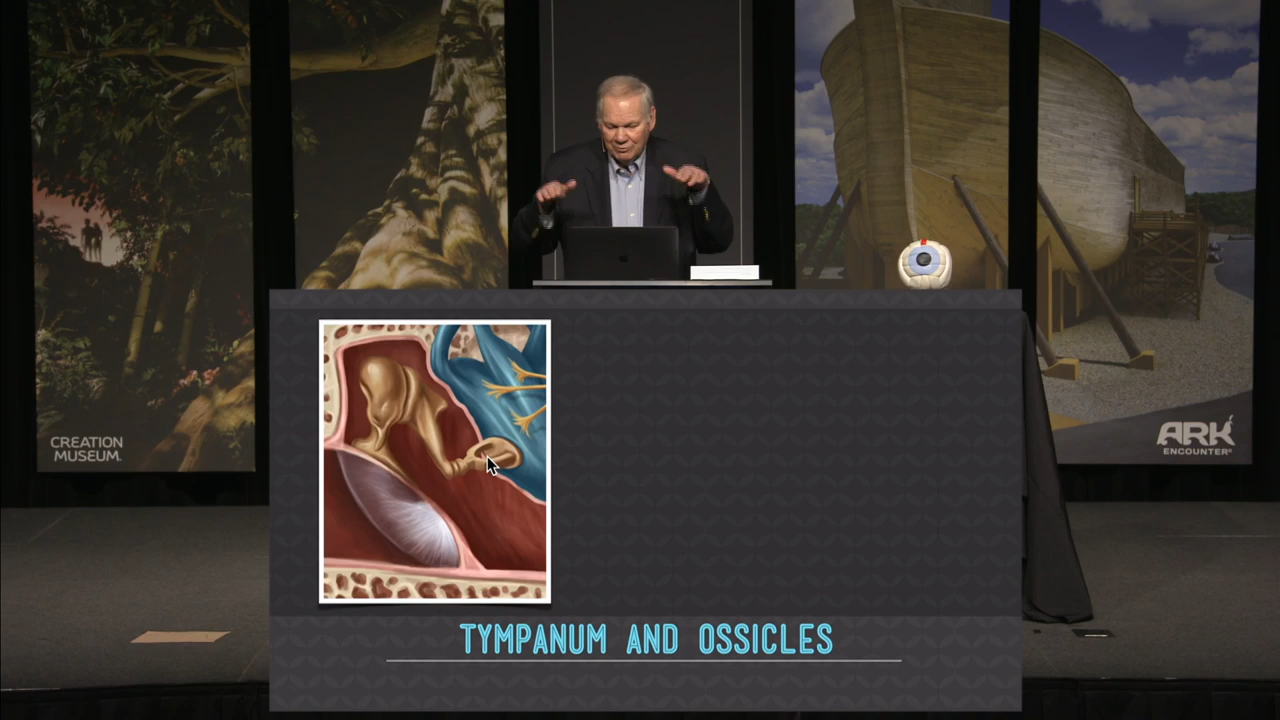 CREATION
MUSEUM.
ARK
ENCOUNTER
TYMPANUM AND OSSICLES